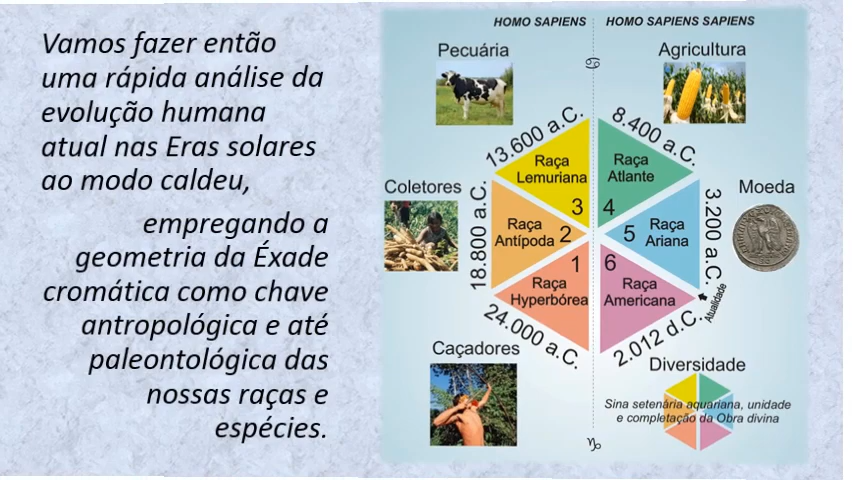 Vamos fazer então
uma rápida análise da
evolução humana
atual nas Eras solares
ao modo caldeu,
empregando a
geometria da Éxade
cromática como chave
antropológica e até
paleontológica das
nossas raças e
espécies.
HOMO SAPIENS
HOMO SAPIENS SAPIENS
Pecuária
Agricultura
♋
13.600 a.C.
8.400 a.C.
Raça
Lemuriana
3
Raça
Atlante
4
Coletores
18.800 a.C.
Raça
Antípoda
2
5
Raça
Ariana
3.200 a.C.
Moeda
1
Raça
Hyperbórea
6
Raça
Americana
24.000 a.C.
2.012 d.C.
Atualidade
Caçadores
Diversidade
Sina setenária aquariana, unidade
e completação da Obra divina
♑